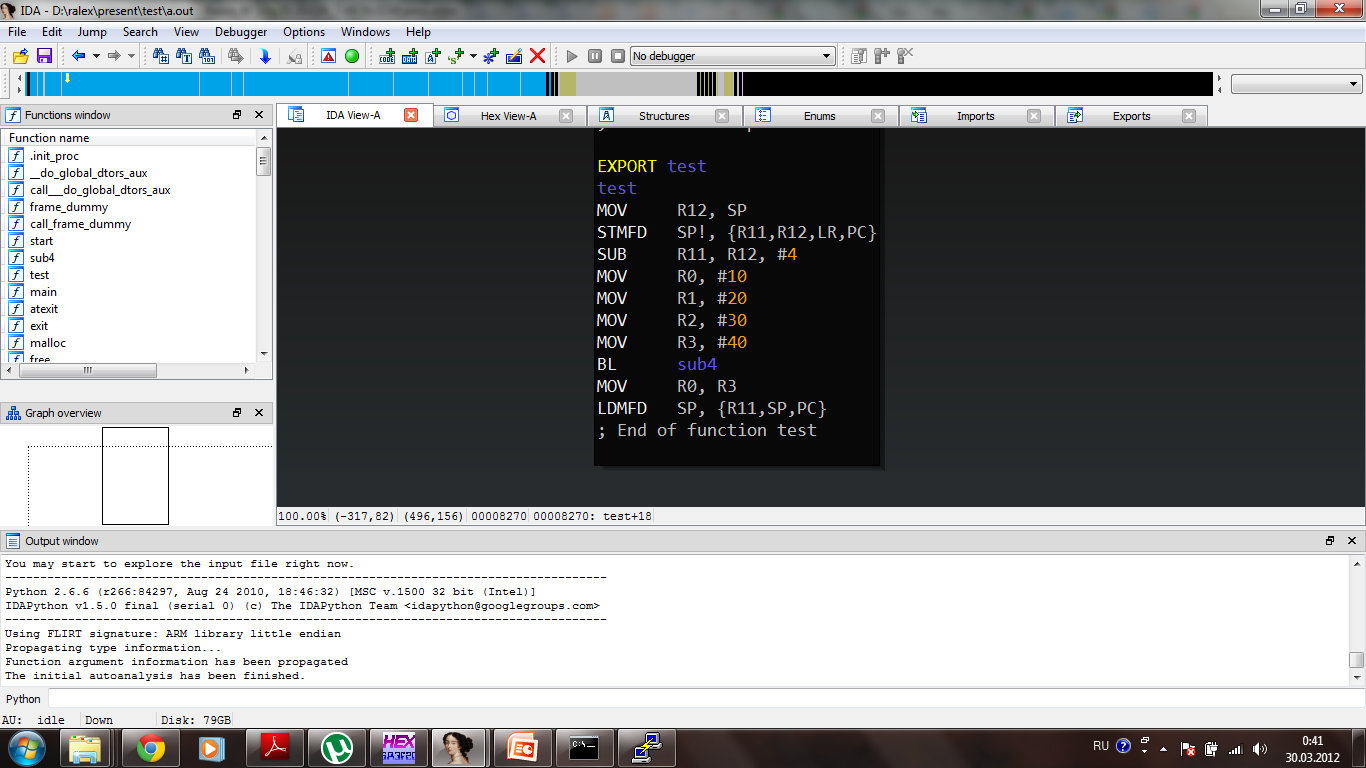 IDA - D:\ralex\present\test\a.out
File Edit Jump Search View Debugger Options Windows Help
No debugger
Functions window
IDA View-A
Hex View-A
Structures
Enums
Imports
Exports
Function name
.init_proc
__do_global_dtors_aux
call___do_global_dtors_aux
frame_dummy
call_frame_dummy
start
sub4
test
main
atexit
exit
malloc
free
Graph overview
EXPORT test
test
MOV R12, SP
STMFD SP!, {R11,R12,LR,PC}
SUB R11, R12, #4
MOV R0, #10
MOV R1, #20
MOV R2, #30
MOV R3, #40
BL sub4
MOV R0, R3
LDMFD SP, {R11,SP,PC}
; End of function test
100.00% (-317,82) (496,156) 00008270 00008270: test+18
Output window
You may start to explore the input file right now.
---------------------------------------------------------------------------------------
Python 2.6.6 (r266:84297, Aug 24 2010, 18:46:32) [MSC v.1500 32 bit (Intel)]
IDAPython v1.5.0 final (serial 0) (c) The IDAPython Team <idapython@googlegroups.com>
---------------------------------------------------------------------------------------
Using FLIRT signature: ARM library little endian
Propagating type information...
Function argument information has been propagated
The initial autoanalysis has been finished.
Python
AU: idle Down Disk: 79GB
HEX
RU
0:41
30.03.2012